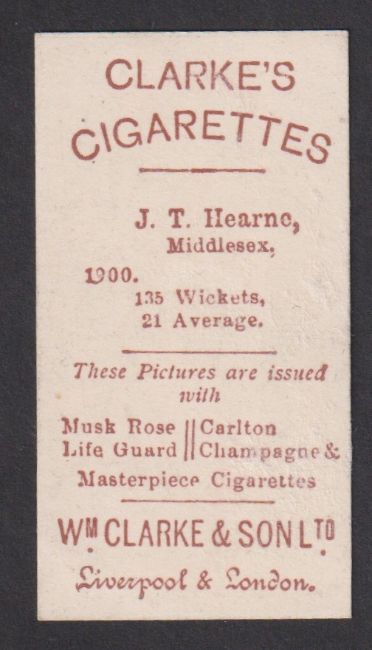 CLARKE'S
CIGARETTES
J. T. Hearne,
Middlesex,
1900.
135 Wickets,
21 Average.
These Pictures are issued
with
Musk Rose || Carlton
Life Guard || Champagne &
Masterpiece Cigarettes
WM CLARKE & SON LTD
Liverpool & London.